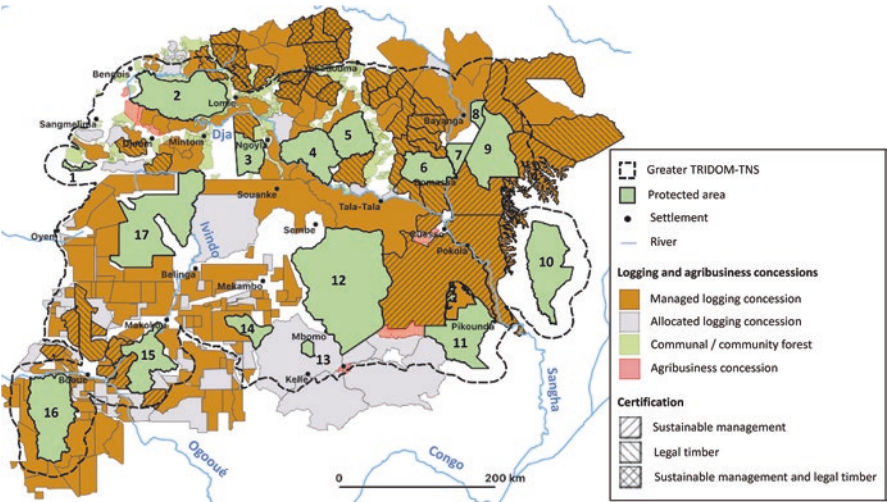 Yokadouma
Bengbis
2
Lomie
8
Bayanga
Sangmelima
Dja
5
9
Djoum
Mintom
Ngoyla
7
3
4
6
1
Bomassa
Souanke
Tala-Tala
Oyem
17
Ivindo
Sembe
Ouesso
Pokola
10
Belinga
12
Mekambo
Makokou
14
Mbomo
Pikounda
15
13
11
Booué
Kelle
16
Sangha
Ogooué
Congo
0
200 km
Greater TRIDOM-TNS
Protected area
Settlement
River
Logging and agribusiness concessions
Managed logging concession
Allocated logging concession
Communal / community forest
Agribusiness concession
Certification
Sustainable management
Legal timber
Sustainable management and legal timber